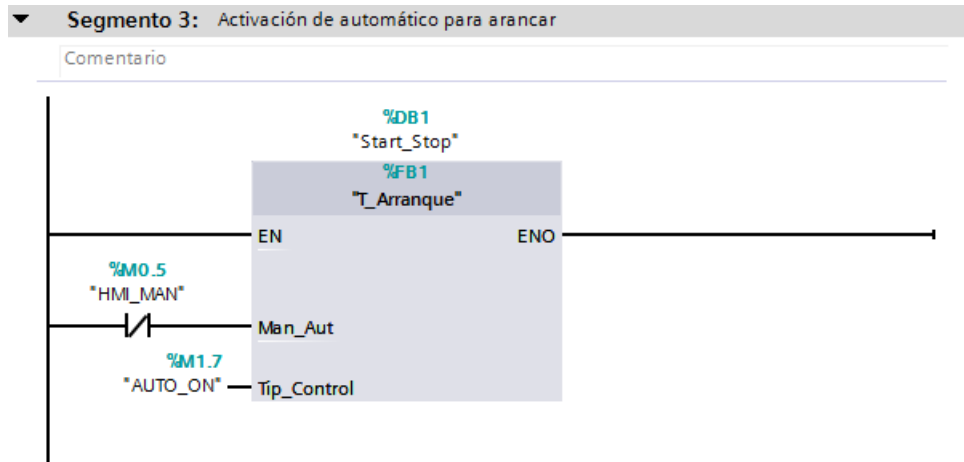 Segmento 3: Activación de automático para arancar
Comentario
%DB1
"Start_Stop"
%FB1
"T_Arranque"
EN ENO
%M0.5
"HMI_MAN"
Man_Aut
%M1.7
"AUTO_ON" Tip_Control